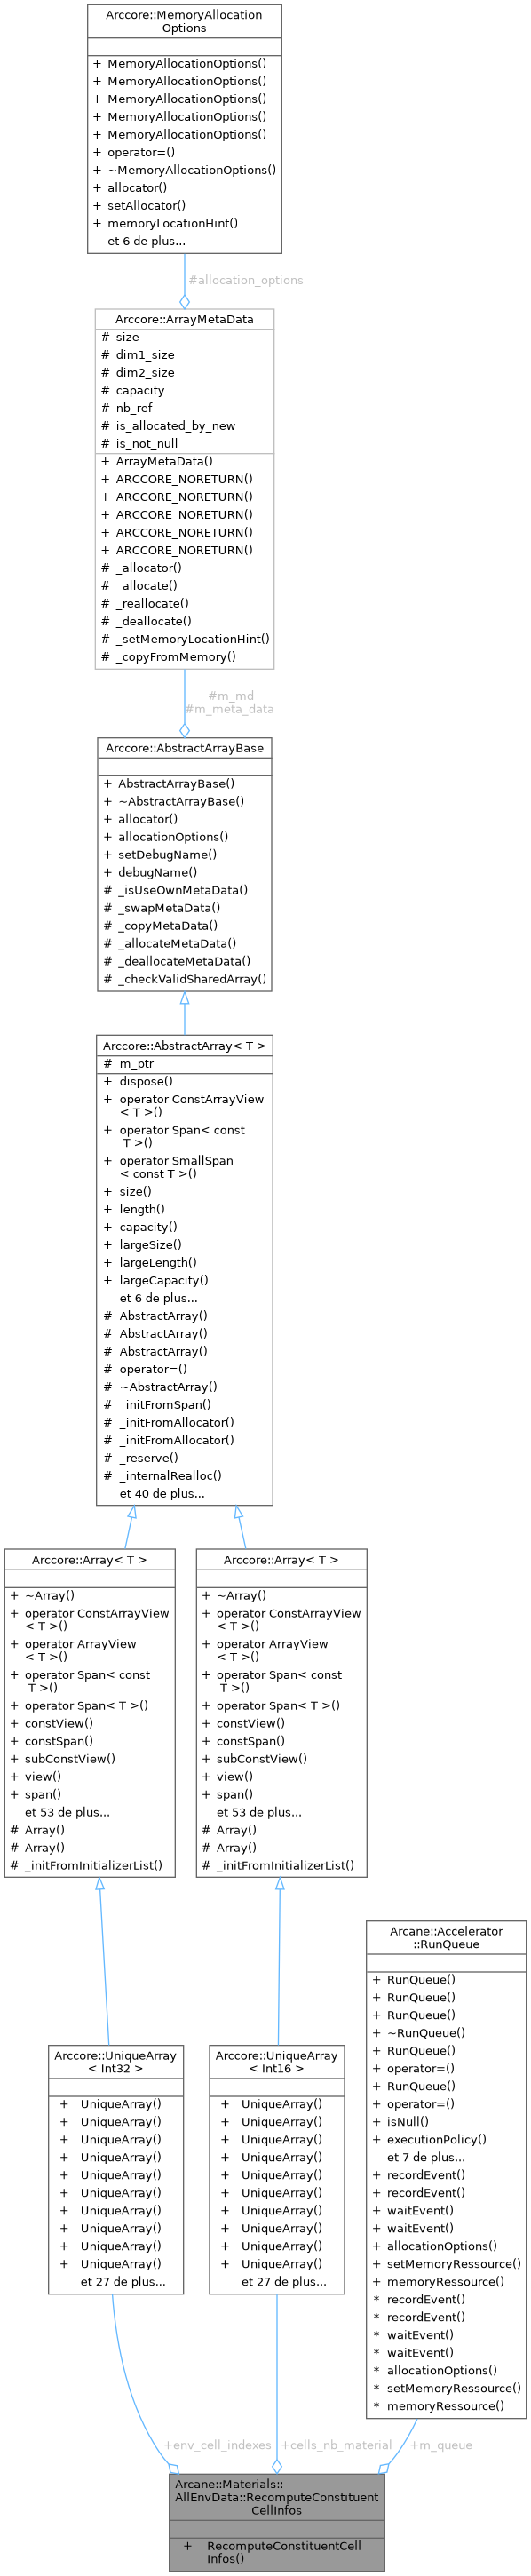 Arccore::MemoryAllocation
Options
+ MemoryAllocationOptions()
+ MemoryAllocationOptions()
+ MemoryAllocationOptions()
+ MemoryAllocationOptions()
+ MemoryAllocationOptions()
+ operator=()
+ ~MemoryAllocationOptions()
+ allocator()
+ setAllocator()
+ memoryLocationHint()
et 6 de plus...
#allocation_options
Arccore::ArrayMetaData
# size
# dim1_size
# dim2_size
# capacity
# nb_ref
# is_allocated_by_new
# is_not_null
+ ArrayMetaData()
+ ARCCORE_NORETURN()
+ ARCCORE_NORETURN()
+ ARCCORE_NORETURN()
+ ARCCORE_NORETURN()
+ ARCCORE_NORETURN()
# _allocator()
# _allocate()
# _reallocate()
# _deallocate()
# _setMemoryLocationHint()
# _copyFromMemory()
#m_md
#m_meta_data
Arccore::AbstractArrayBase
+ AbstractArrayBase()
+ ~AbstractArrayBase()
+ allocator()
+ allocationOptions()
+ setDebugName()
+ debugName()
# _isUseOwnMetaData()
# _swapMetaData()
# _copyMetaData()
# _allocateMetaData()
# _deallocateMetaData()
# _checkValidSharedArray()
Arccore::AbstractArray< T >
# m_ptr
+ dispose()
+ operator ConstArrayView
< T >()
+ operator Span< const
T >()
+ operator SmallSpan
< const T >()
+ size()
+ length()
+ capacity()
+ largeSize()
+ largeLength()
+ largeCapacity()
et 6 de plus...
# AbstractArray()
# AbstractArray()
# AbstractArray()
# operator=()
# ~AbstractArray()
# _initFromSpan()
# _initFromAllocator()
# _initFromAllocator()
# _reserve()
# _internalRealloc()
et 40 de plus...
Arccore::Array< T >
+ ~Array()
+ operator ConstArrayView
< T >()
+ operator ArrayView
< T >()
+ operator Span< const
T >()
+ operator Span< T >()
+ constView()
+ constSpan()
+ subConstView()
+ view()
+ span()
et 53 de plus...
# Array()
# Array()
# _initFromInitializerList()
Arccore::Array< T >
+ ~Array()
+ operator ConstArrayView
< T >()
+ operator ArrayView
< T >()
+ operator Span< const
T >()
+ operator Span< T >()
+ constView()
+ constSpan()
+ subConstView()
+ view()
+ span()
et 53 de plus...
# Array()
# Array()
# _initFromInitializerList()
Arccore::UniqueArray
< Int32 >
+ UniqueArray()
+ UniqueArray()
+ UniqueArray()
+ UniqueArray()
+ UniqueArray()
+ UniqueArray()
+ UniqueArray()
+ UniqueArray()
+ UniqueArray()
+ UniqueArray()
et 27 de plus...
Arccore::UniqueArray
< Int16 >
+ UniqueArray()
+ UniqueArray()
+ UniqueArray()
+ UniqueArray()
+ UniqueArray()
+ UniqueArray()
+ UniqueArray()
+ UniqueArray()
+ UniqueArray()
+ UniqueArray()
et 27 de plus...
Arcane::Accelerator
::RunQueue
+ RunQueue()
+ RunQueue()
+ RunQueue()
+ ~RunQueue()
+ RunQueue()
+ operator=()
+ RunQueue()
+ operator=()
+ isNull()
+ executionPolicy()
et 7 de plus...
+ recordEvent()
+ recordEvent()
+ waitEvent()
+ waitEvent()
+ allocationOptions()
+ setMemoryRessource()
+ memoryRessource()
* recordEvent()
* recordEvent()
* waitEvent()
* waitEvent()
* allocationOptions()
* setMemoryRessource()
* memoryRessource()
+env_cell_indexes
+cells_nb_material
+m_queue
Arcane::Materials::
AllEnvData::RecomputeConstituent
CellInfos
+ RecomputeConstituentCell
Infos()